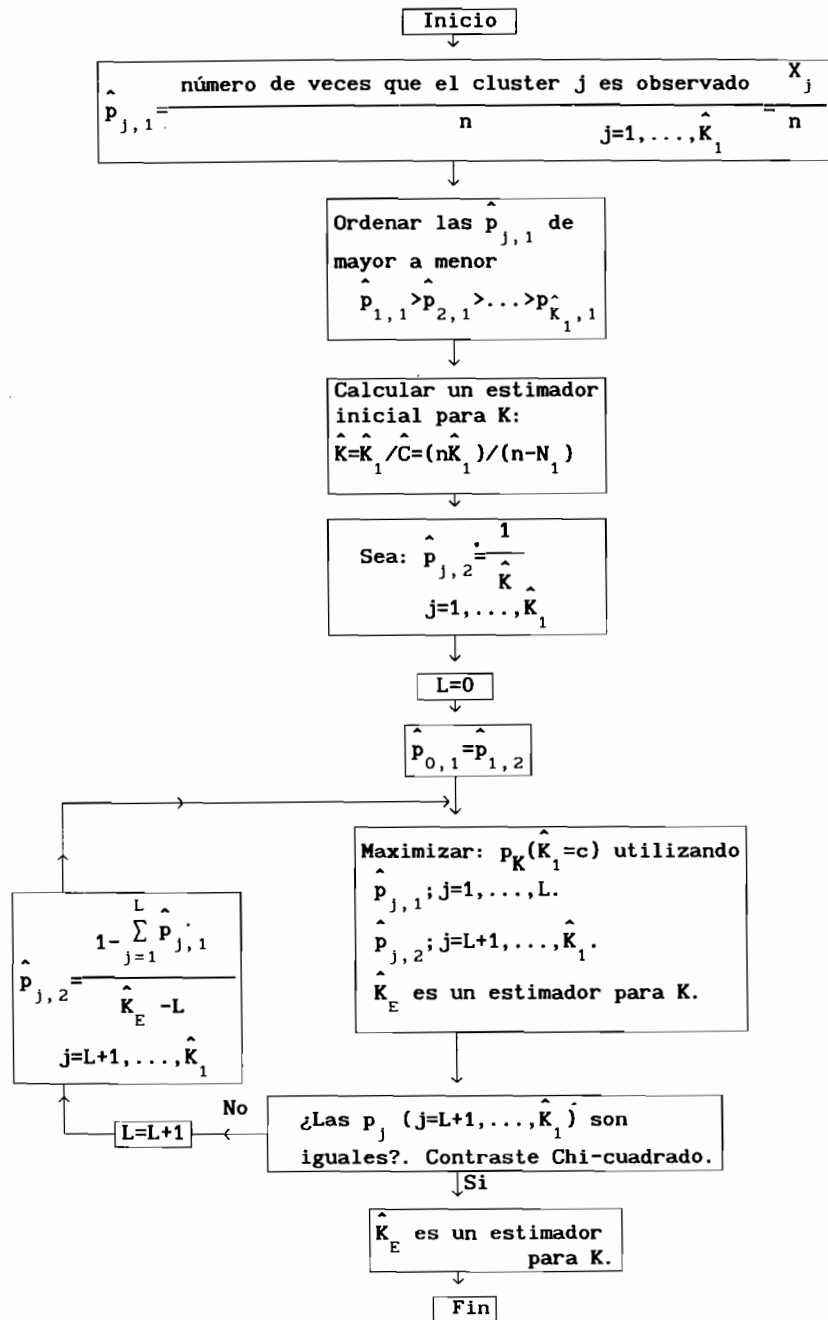 Inicio
p̂_{j,1} = número de veces que el cluster j es observado / n = X_j / n
j=1,...,K̂_1
Ordenar las p̂_{j,1} de
mayor a menor
p̂_{1,1}>p̂_{2,1}>...>p_{K̂_1,1}
Calcular un estimador
inicial para K:
K̂=K̂_1/Ĉ=(nK̂_1)/(n-N_1)
Sea: p̂_{j,2}=1/K̂
j=1,...,K̂_1
L=0
p̂_{0,1}=p̂_{1,2}
Maximizar: p_K(K̂_1=c) utilizando
p̂_{j,1};j=1,...,L.
p̂_{j,2};j=L+1,...,K̂_1.
K̂_E es un estimador para K.
p̂_{j,2}=(1-∑_{j=1}^{L} p̂_{j,1})/(K̂_E -L)
j=L+1,...,K̂_1
L=L+1
No
¿Las p_j (j=L+1,...,K̂_1) son
iguales?. Contraste Chi-cuadrado.
Si
K̂_E es un estimador
para K.
Fin